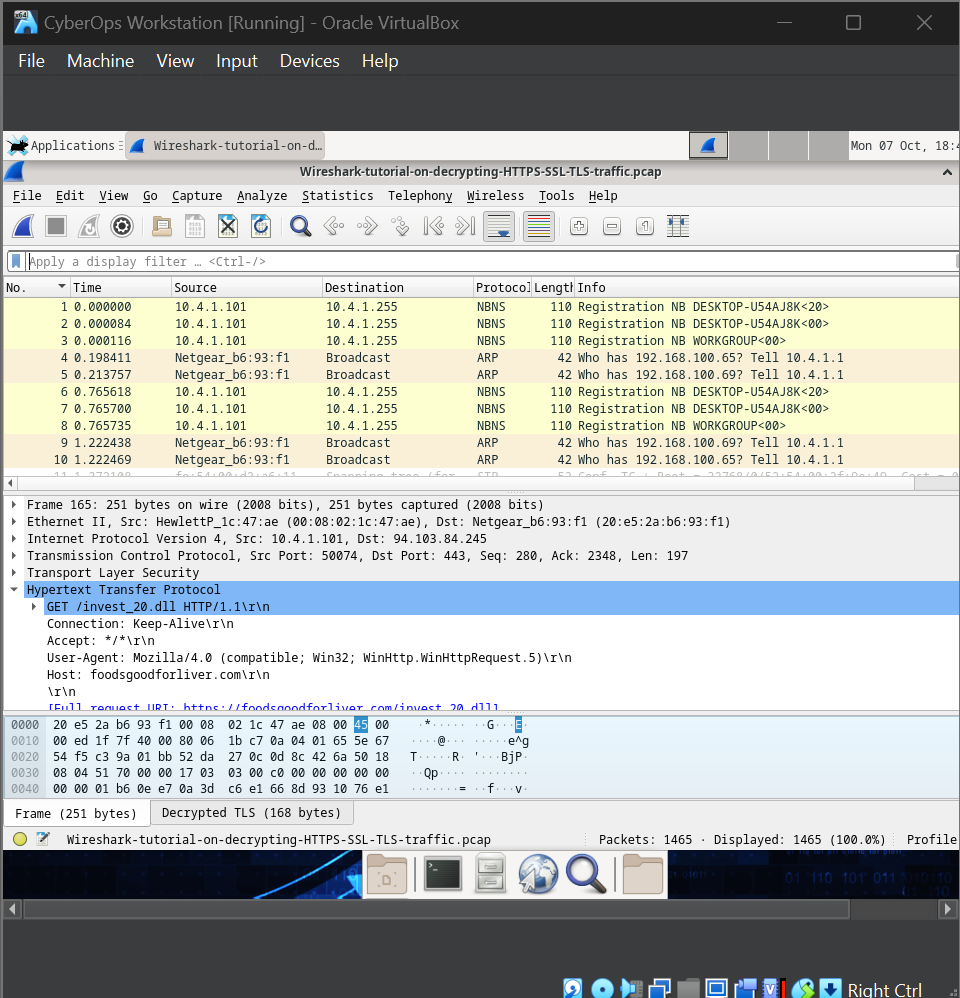 CyberOps Workstation [Running] - Oracle VirtualBox
File Machine View Input Devices Help
Applications Wireshark-tutorial-on-d… Mon 07 Oct, 18:4
Wireshark-tutorial-on-decrypting-HTTPS-SSL-TLS-traffic.pcap
File Edit View Go Capture Analyze Statistics Telephony Wireless Tools Help
Apply a display filter … <Ctrl-/>
No. Time Source Destination Protocol Length Info
1 0.000000 10.4.1.101 10.4.1.255 NBNS 110 Registration NB DESKTOP-U54AJ8K<20>
2 0.000084 10.4.1.101 10.4.1.255 NBNS 110 Registration NB DESKTOP-U54AJ8K<00>
3 0.000116 10.4.1.101 10.4.1.255 NBNS 110 Registration NB WORKGROUP<00>
4 0.198411 Netgear_b6:93:f1 Broadcast ARP 42 Who has 192.168.100.65? Tell 10.4.1.1
5 0.213757 Netgear_b6:93:f1 Broadcast ARP 42 Who has 192.168.100.69? Tell 10.4.1.1
6 0.765618 10.4.1.101 10.4.1.255 NBNS 110 Registration NB DESKTOP-U54AJ8K<20>
7 0.765700 10.4.1.101 10.4.1.255 NBNS 110 Registration NB DESKTOP-U54AJ8K<00>
8 0.765735 10.4.1.101 10.4.1.255 NBNS 110 Registration NB WORKGROUP<00>
9 1.222438 Netgear_b6:93:f1 Broadcast ARP 42 Who has 192.168.100.69? Tell 10.4.1.1
10 1.222469 Netgear_b6:93:f1 Broadcast ARP 42 Who has 192.168.100.65? Tell 10.4.1.1
Frame 165: 251 bytes on wire (2008 bits), 251 bytes captured (2008 bits)
Ethernet II, Src: HewlettP_1c:47:ae (00:08:02:1c:47:ae), Dst: Netgear_b6:93:f1 (20:e5:2a:b6:93:f1)
Internet Protocol Version 4, Src: 10.4.1.101, Dst: 94.103.84.245
Transmission Control Protocol, Src Port: 50074, Dst Port: 443, Seq: 280, Ack: 2348, Len: 197
Transport Layer Security
Hypertext Transfer Protocol
GET /invest_20.dll HTTP/1.1\r\n
Connection: Keep-Alive\r\n
Accept: */*\r\n
User-Agent: Mozilla/4.0 (compatible; Win32; WinHttp.WinHttpRequest.5)\r\n
Host: foodsgoodforliver.com\r\n
\r\n
[Full request URI: https://foodsgoodforliver.com/invest_20.dll]
0000 20 e5 2a b6 93 f1 00 08 02 1c 47 ae 08 00 45 00 ·*····· ··G···E·
0010 00 ed 1f 7f 40 00 80 06 1b c7 0a 04 01 65 5e 67 ····@··· ·····e^g
0020 54 f5 c3 9a 01 bb 52 da 27 0c 0d 8c 42 6a 50 18 T·····R· '···BjP·
0030 08 04 51 70 00 00 17 03 03 00 c0 00 00 00 00 00 ··Qp···· ········
0040 00 00 01 b6 0e e7 0a 3d c6 e1 66 8d 93 10 76 e1 ·······= ··f···v·
Frame (251 bytes) Decrypted TLS (168 bytes)
Wireshark-tutorial-on-decrypting-HTTPS-SSL-TLS-traffic.pcap Packets: 1465 · Displayed: 1465 (100.0%) Profile
Right Ctrl